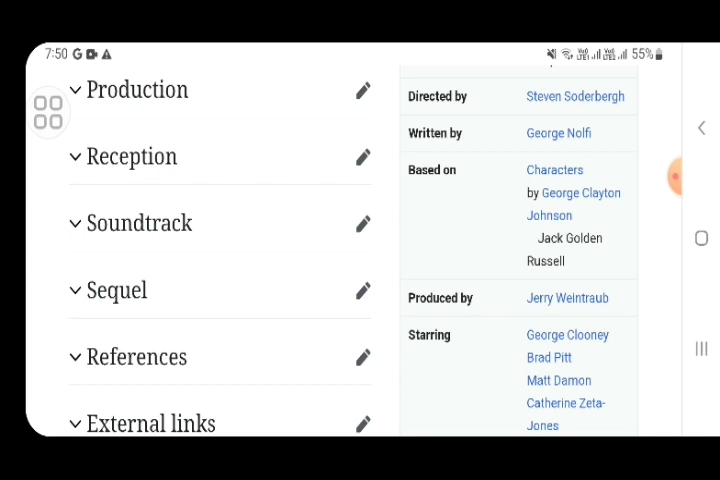 7:50 G
55%
Production
Reception
Soundtrack
Sequel
References
External links
Directed by Steven Soderbergh
Written by George Nolfi
Based on Characters
by George Clayton
Johnson
Jack Golden
Russell
Produced by Jerry Weintraub
Starring George Clooney
Brad Pitt
Matt Damon
Catherine Zeta-
Jones